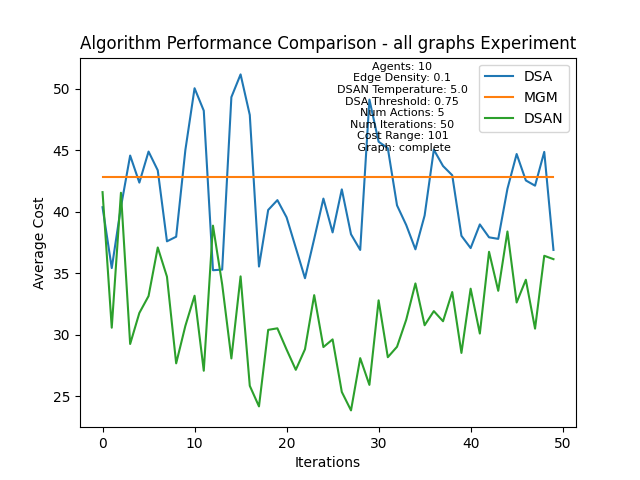 Algorithm Performance Comparison - all graphs Experiment
Agents: 10
Edge Density: 0.1
DSAN Temperature: 5.0
DSA Threshold: 0.75
Num Actions: 5
Num Iterations: 50
Cost Range: 101
Graph: complete
DSA
MGM
DSAN
Average Cost
50
45
40
35
30
25
0 10 20 30 40 50
Iterations